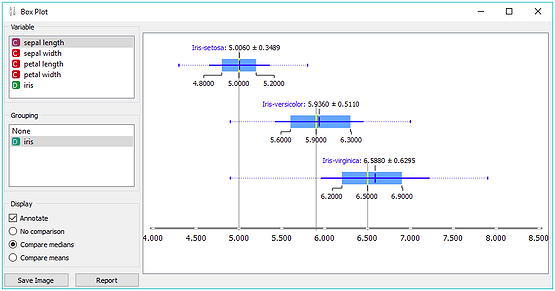 Box Plot
Variable
C sepal length
C sepal width
C petal length
C petal width
D iris
Grouping
None
D iris
Display
Annotate
No comparison
Compare medians
Compare means
Save Image Report
Iris-setosa: 5.0060 ± 0.3489
4.8000 5.0000 5.2000
Iris-versicolor: 5.9360 ± 0.5110
5.6000 5.9000 6.3000
Iris-virginica: 6.5880 ± 0.6295
6.2000 6.5000 6.9000
4.000 4.500 5.000 5.500 6.000 6.500 7.000 7.500 8.000 8.50